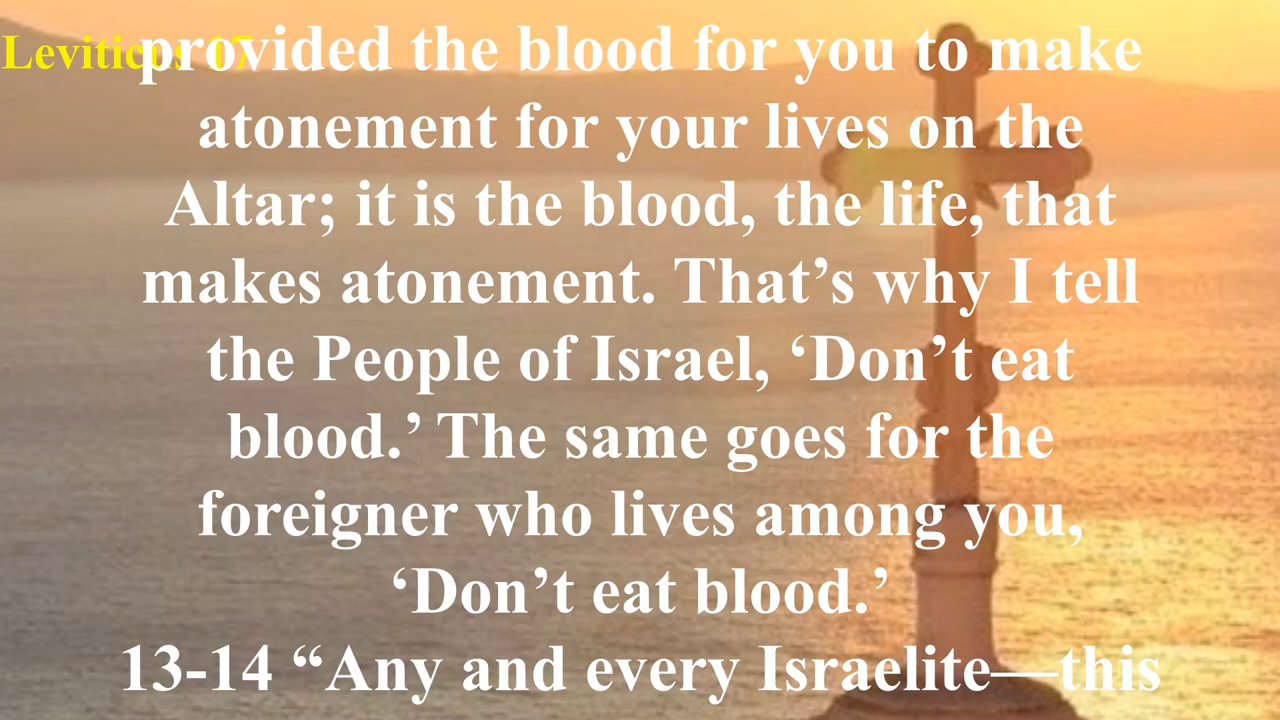 Leviticus 17
provided the blood for you to make
atonement for your lives on the
Altar; it is the blood, the life, that
makes atonement. That’s why I tell
the People of Israel, ‘Don’t eat
blood.’ The same goes for the
foreigner who lives among you,
‘Don’t eat blood.’
13-14 “Any and every Israelite—this